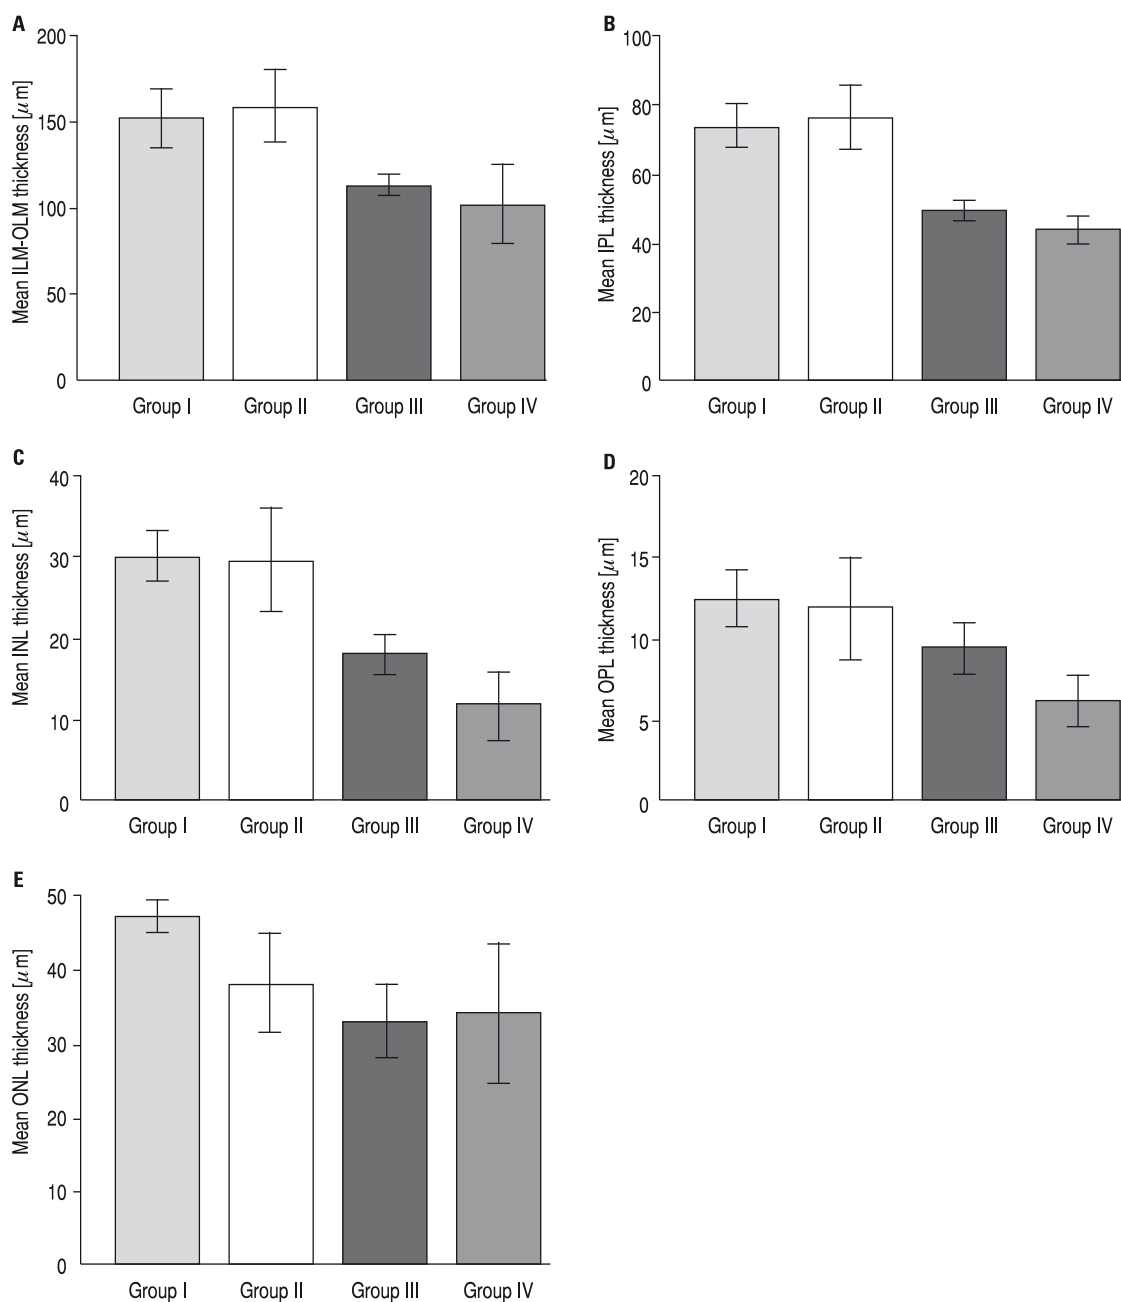 A
Mean ILM-OLM thickness [μm]
200
150
100
50
0
Group I Group II Group III Group IV
B
Mean IPL thickness [μm]
100
80
60
40
20
0
Group I Group II Group III Group IV
C
Mean INL thickness [μm]
40
30
20
10
0
Group I Group II Group III Group IV
D
Mean OPL thickness [μm]
20
15
10
5
0
Group I Group II Group III Group IV
E
Mean ONL thickness [μm]
50
40
30
20
10
0
Group I Group II Group III Group IV